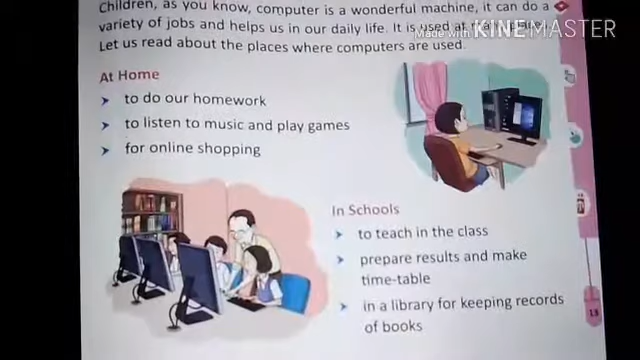 Children, as you know, computer is a wonderful machine, it can do a
variety of jobs and helps us in our daily life. It is used at many places.
Made with KINEMASTER
Let us read about the places where computers are used.
At Home
to do our homework
to listen to music and play games
for online shopping
In Schools
to teach in the class
prepare results and make
time-table
in a library for keeping records
of books
13